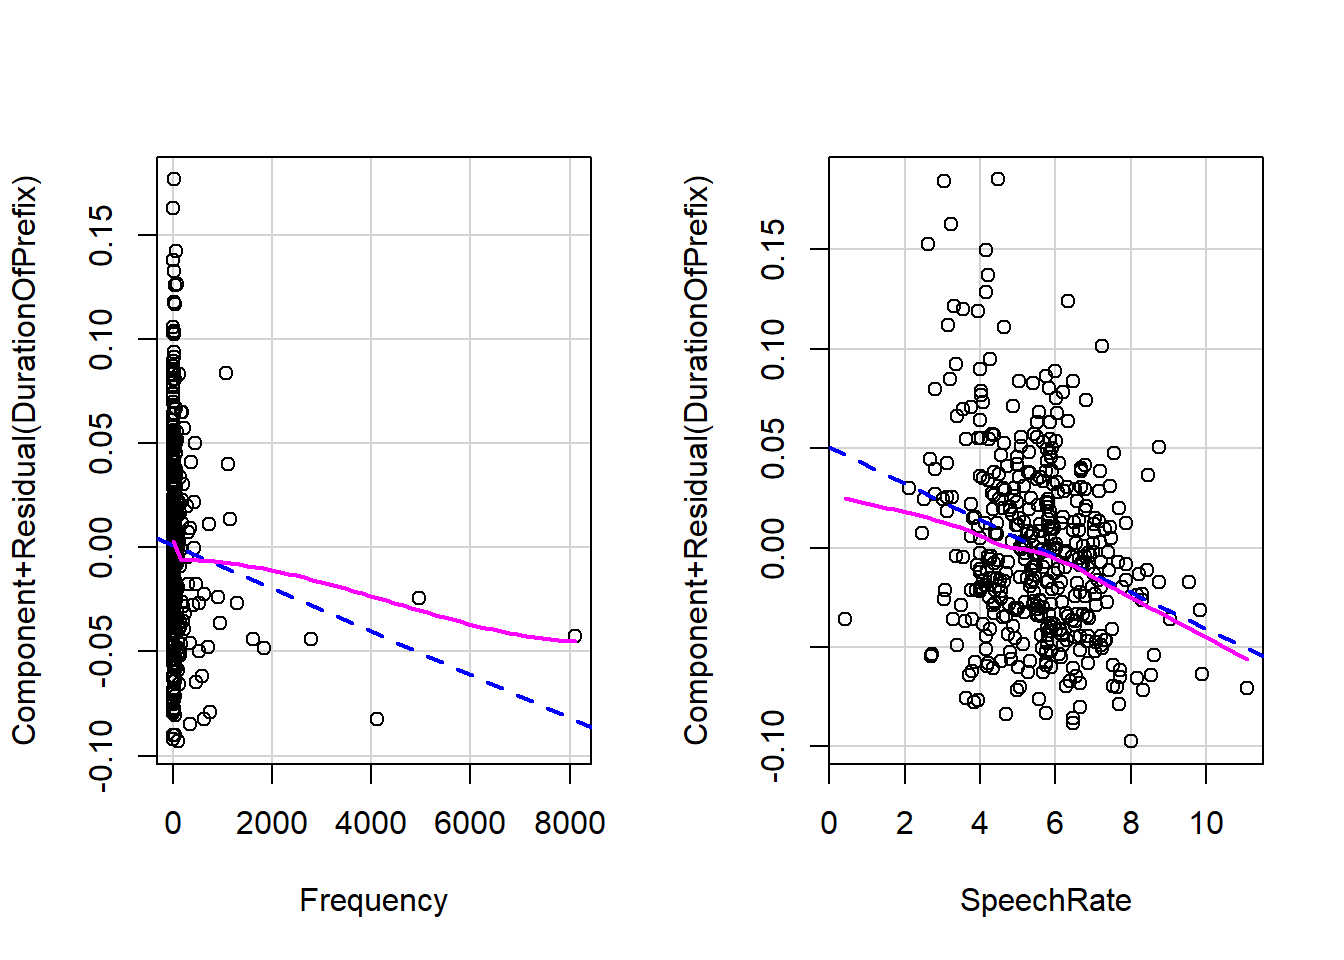 Component+Residual(DurationOfPrefix)
0.15
0.10
0.05
0.00
-0.05
-0.10
0 2000 4000 6000 8000
Frequency
Component+Residual(DurationOfPrefix)
0.15
0.10
0.05
0.00
-0.10
0 2 4 6 8 10
SpeechRate